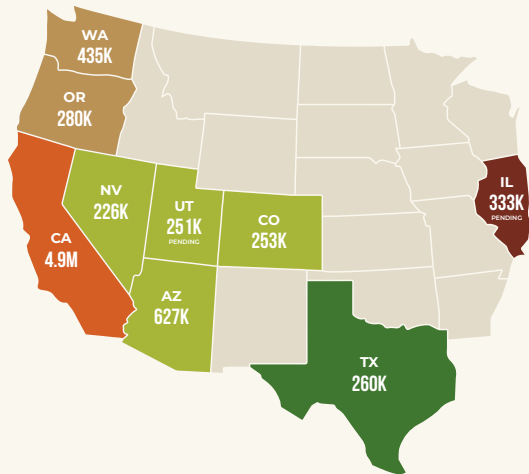 WA
435K
OR
280K
NV
226K
UT
251K
PENDING
CO
253K
IL
333K
PENDING
CA
4.9M
AZ
627K
TX
260K